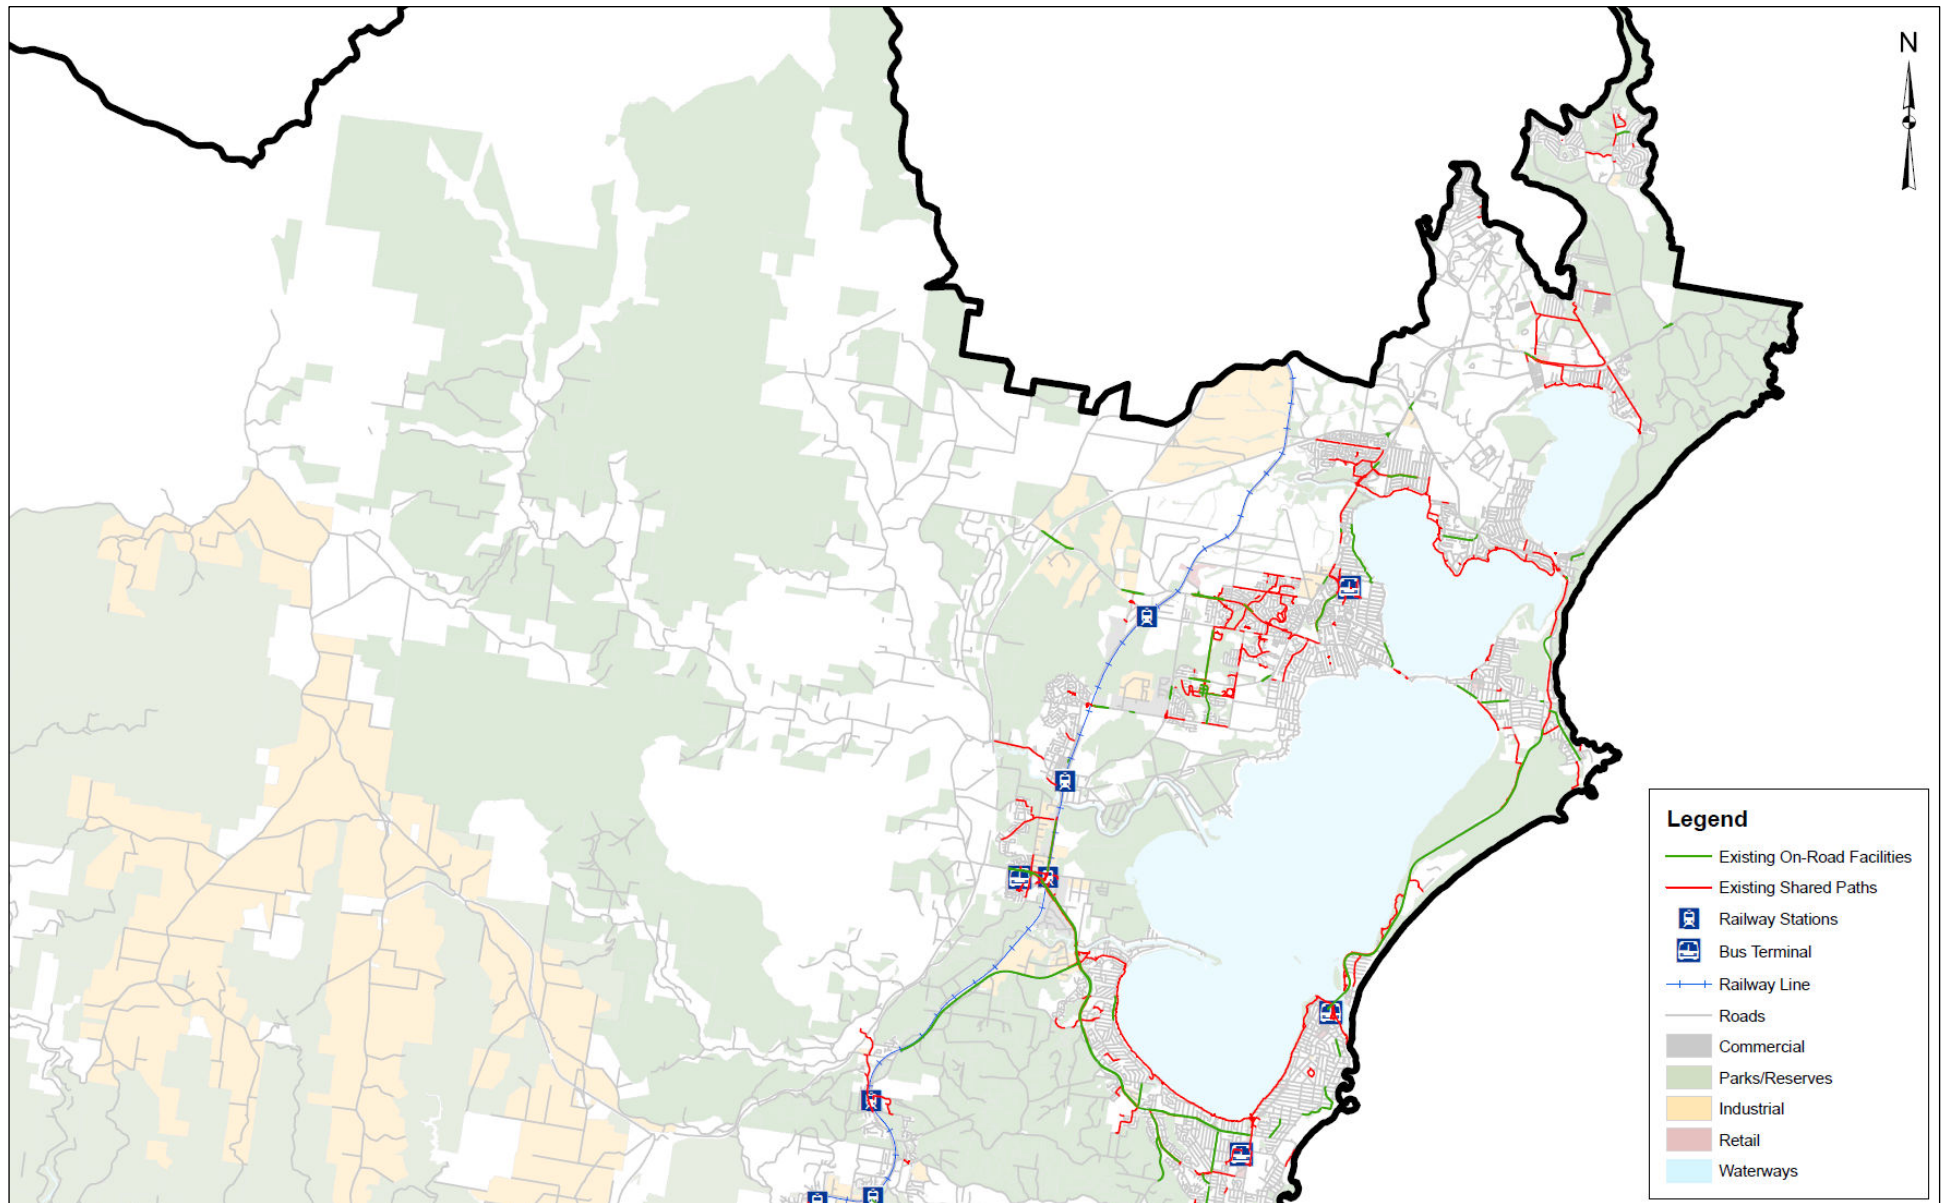 N
Legend
Existing On-Road Facilities
Existing Shared Paths
Railway Stations
Bus Terminal
Railway Line
Roads
Commercial
Parks/Reserves
Industrial
Retail
Waterways